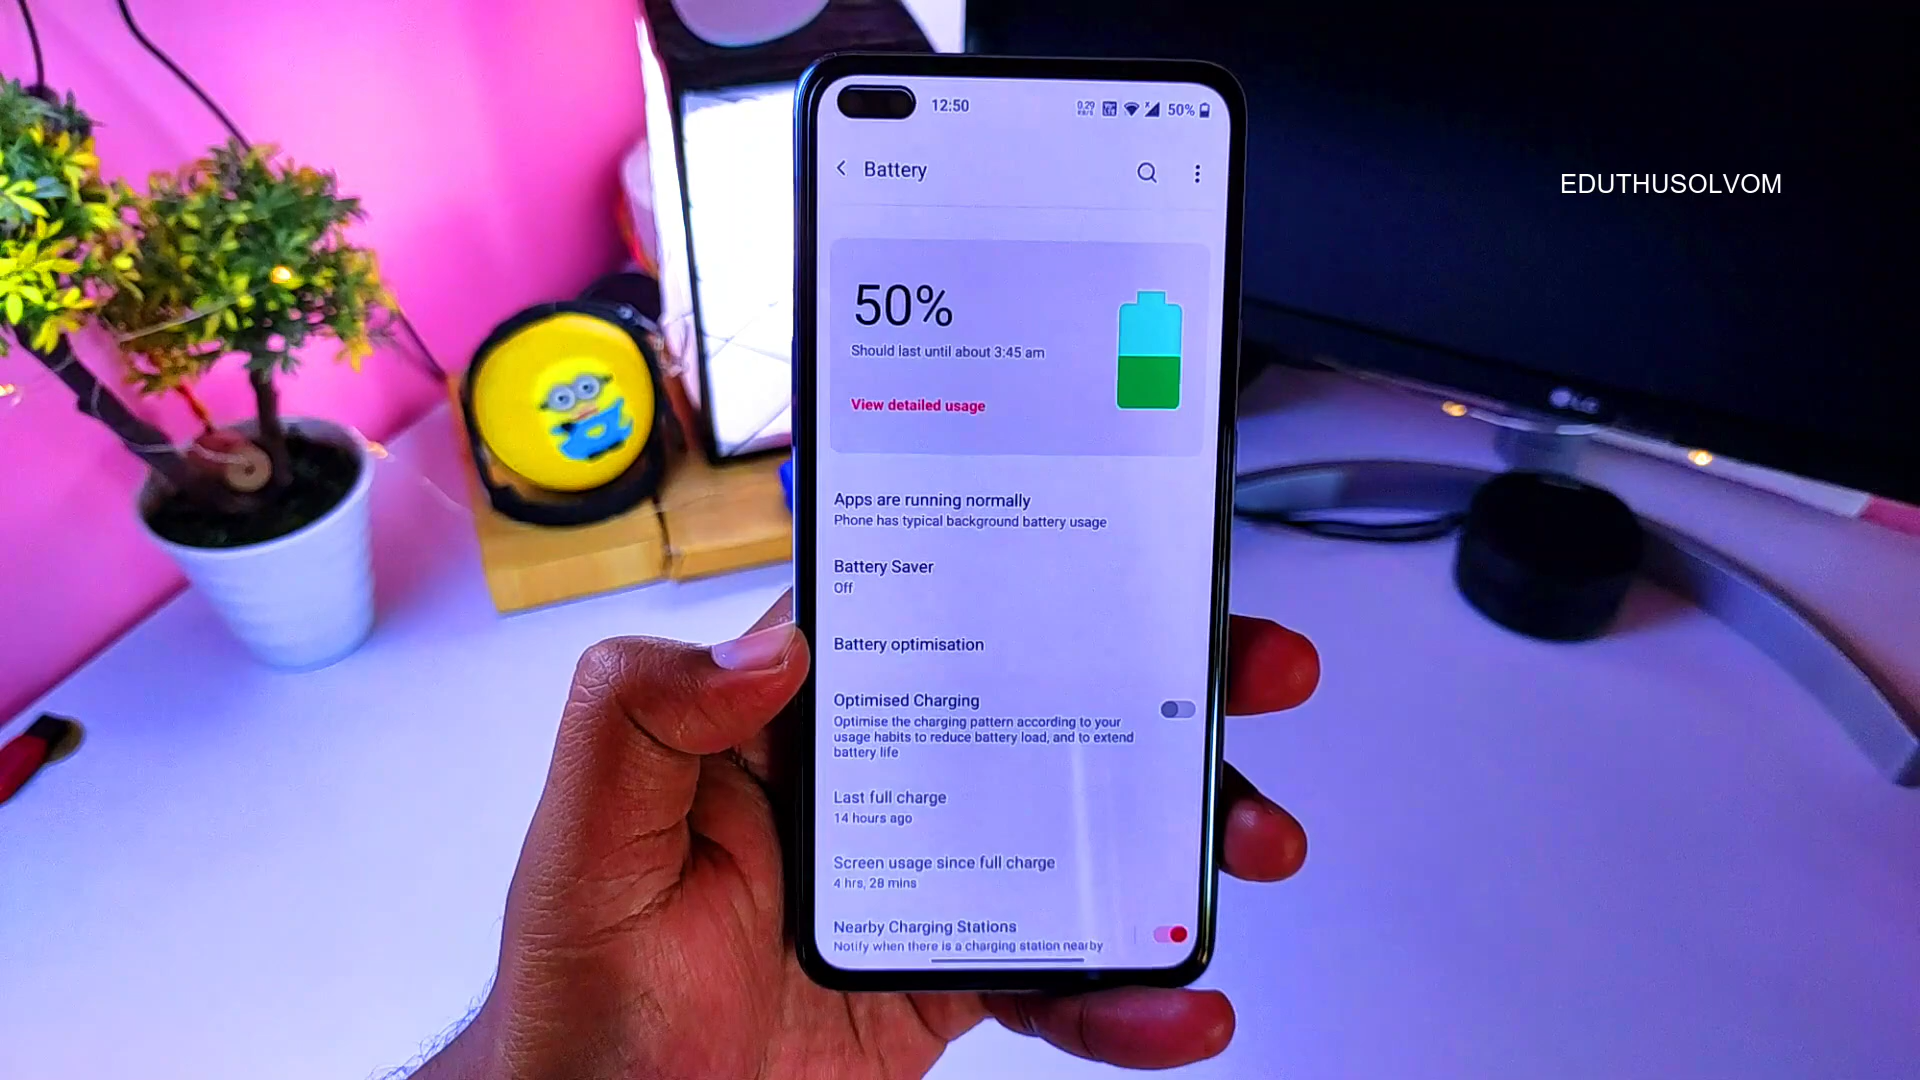 12:50
0.29
KB/S
50%
Battery
EDUTHUSOLVOM
50%
Should last until about 3:45 am
View detailed usage
LG
Apps are running normally
Phone has typical background battery usage
Battery Saver
Off
Battery optimisation
Optimised Charging
Optimise the charging pattern according to your
usage habits to reduce battery load, and to extend
battery life
Last full charge
14 hours ago
Screen usage since full charge
4 hrs, 28 mins
Nearby Charging Stations
Notify when there is a charging station nearby